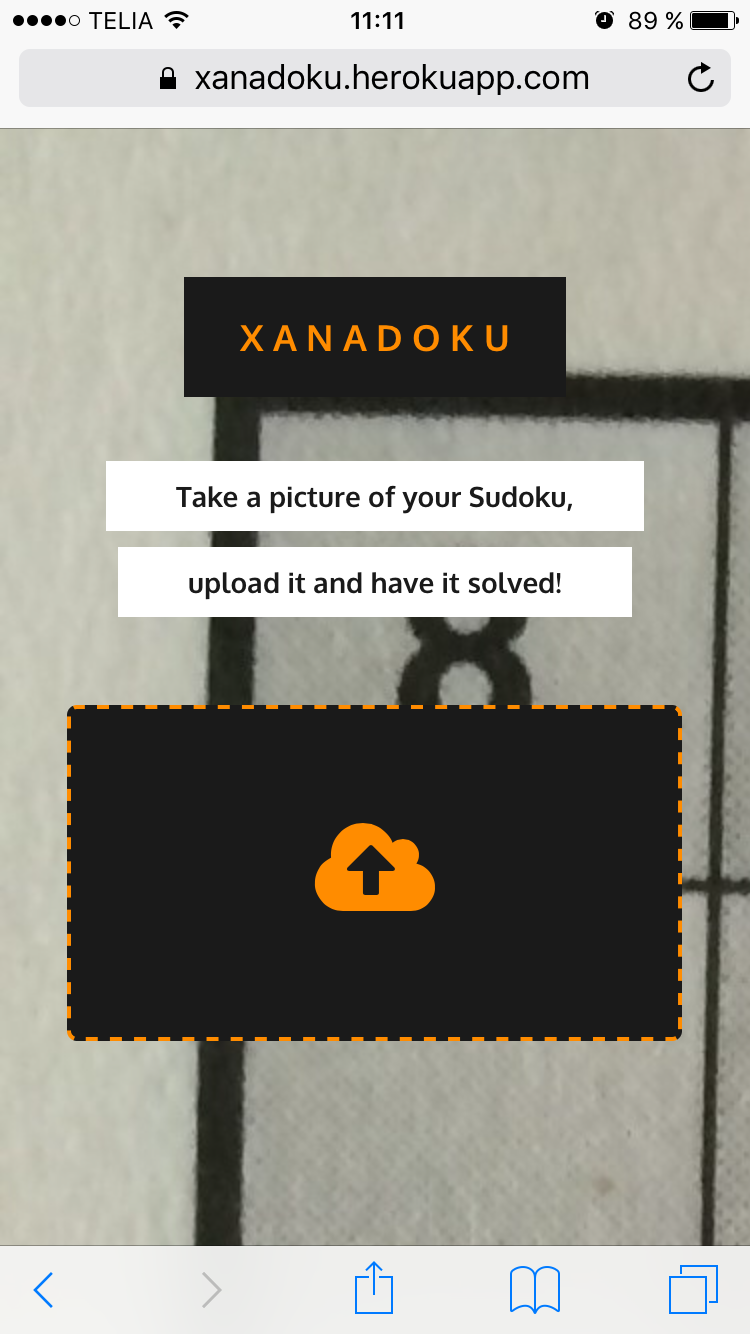 TELIA 11:11 89 %
xanadoku.herokuapp.com
XANADOKU
Take a picture of your Sudoku,
upload it and have it solved!
8